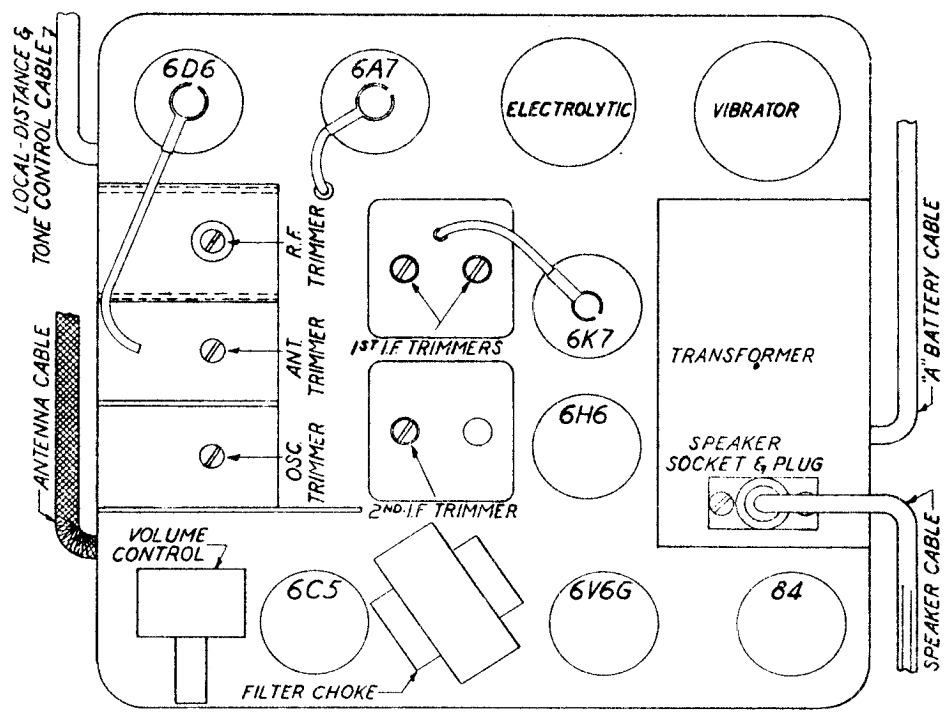 LOCAL-DISTANCE &
TONE CONTROL CABLE
6D6
6A7
ELECTROLYTIC
VIBRATOR
R.F.
TRIMMER
ANT.
TRIMMER
OSC.
TRIMMER
1ST I.F. TRIMMERS
6K7
TRANSFORMER
"A" BATTERY CABLE
ANTENNA CABLE
6H6
SPEAKER
SOCKET & PLUG
2ND. I.F TRIMMER
VOLUME
CONTROL
6C5
6V6G
84
SPEAKER CABLE
FILTER CHOKE